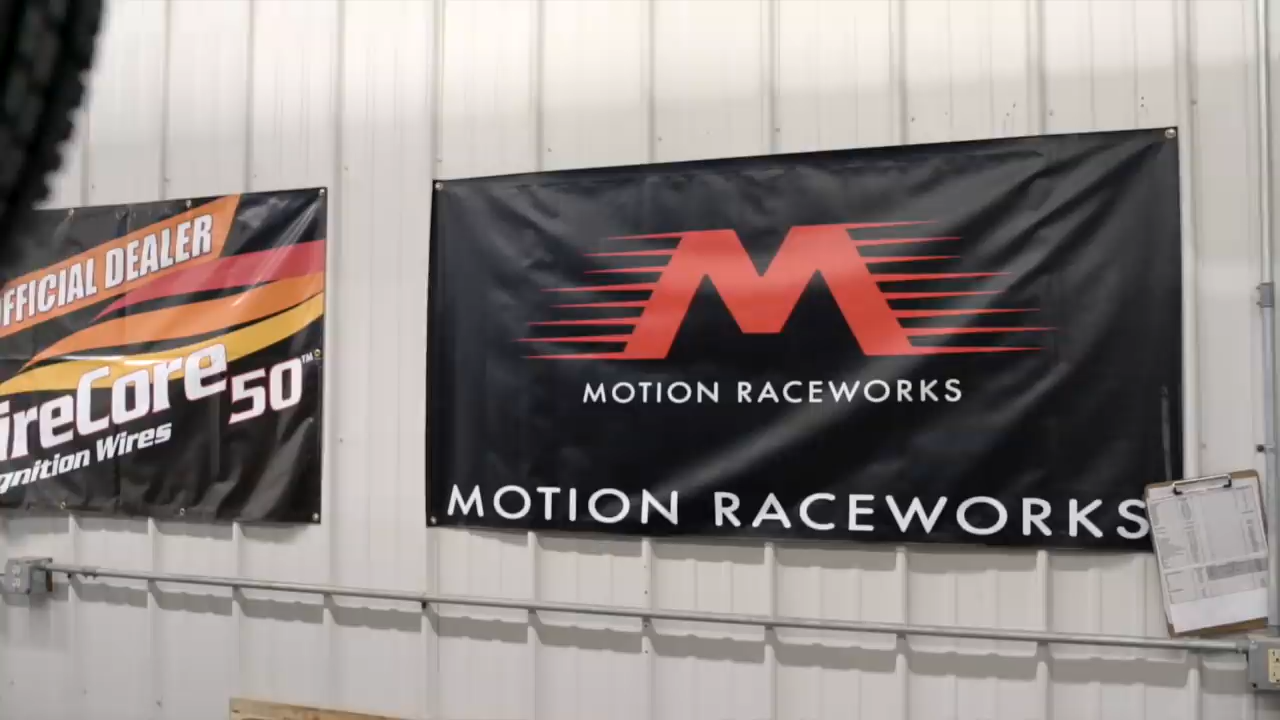 OFFICIAL DEALER
ireCore 50™
gnition Wires
M
MOTION RACEWORKS
MOTION RACEWORKS